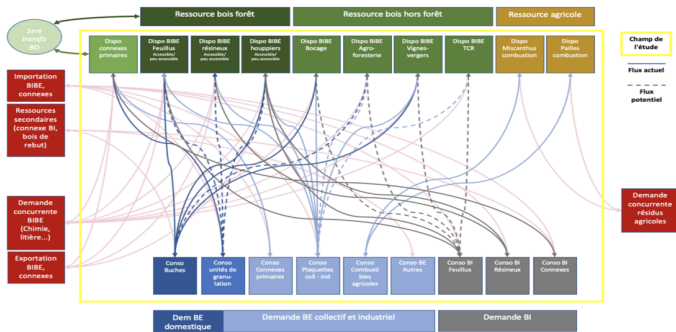 Ressource bois forêt
Ressource bois hors forêt
Ressource agricole
1ere
transfo
BO
Dispo
connexes
primaires
Dispo BIBE
Feuillus
Accessible/
peu accessible
Dispo BIBE
résineux
Accessible/
peu accessible
Dispo BIBE
houppiers
Accessible/
peu accessible
Dispo BIBE
Bocage
Dispo BIBE
Agro-
foresterie
Dispo BIBE
Vignes-
vergers
Dispo BIBE
TCR
Dispo
Miscanthus
combustion
Dispo
Pailles
combustion
Champ de
l'étude
Flux actuel
Flux
potentiel
Importation
BIBE,
connexes
Ressources
secondaires
(connexe BI,
bois de
rebut)
Demande
concurrente
BIBE
(Chimie,
litière...)
Exportation
BIBE,
connexes
Demande
concurrente
résidus
agricoles
Conso
Buches
Conso
unités de
granu-
lation
Conso
Connexes
primaires
Conso
Plaquettes
coll - ind
Conso
Combusti
bles
agricoles
Conso BE
Autres
Conso BI
Feuillus
Conso BI
Résineux
Conso BI
Connexes
Dem BE
domestique
Demande BE collectif et industriel
Demande BI